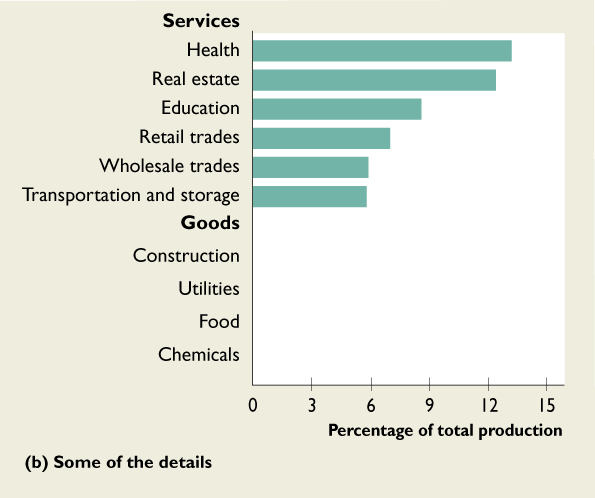 Services
Health
Real estate
Education
Retail trades
Wholesale trades
Transportation and storage
Goods
Construction
Utilities
Food
Chemicals
0 3 6 9 12 15
Percentage of total production
(b) Some of the details